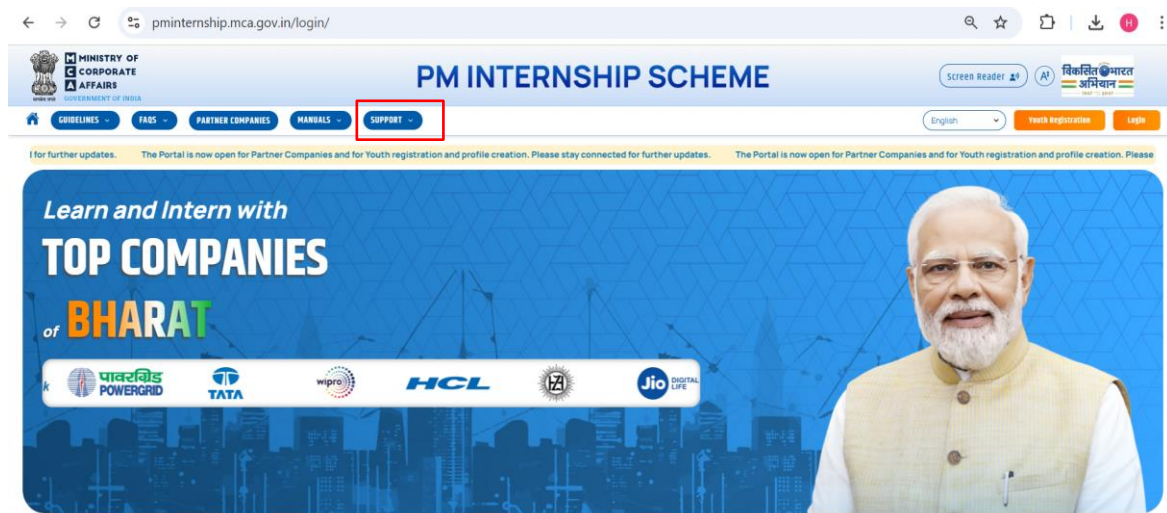 pminternship.mca.gov.in/login/
H
MINISTRY OF
CORPORATE
AFFAIRS
GOVERNMENT OF INDIA
PM INTERNSHIP SCHEME
Screen Reader
विकसित भारत
अभियान
GUIDELINES
FAQS
PARTNER COMPANIES
MANUALS
SUPPORT
English
Youth Registration
Login
l for further updates. The Portal is now open for Partner Companies and for Youth registration and profile creation. Please stay connected for further updates. The Portal is now open for Partner Companies and for Youth registration and profile creation. Please
Learn and Intern with
TOP COMPANIES
of BHARAT
k
पावरग्रिड
POWERGRID
TATA
wipro
HCL
Jio DIGITAL
LIFE